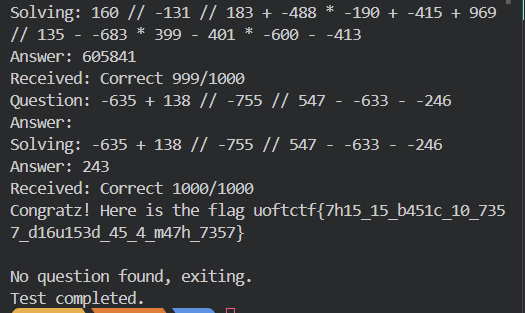 Solving: 160 // -131 // 183 + -488 * -190 + -415 + 969
// 135 - -683 * 399 - 401 * -600 - -413
Answer: 605841
Received: Correct 999/1000
Question: -635 + 138 // -755 // 547 - -633 - -246
Answer:
Solving: -635 + 138 // -755 // 547 - -633 - -246
Answer: 243
Received: Correct 1000/1000
Congratz! Here is the flag uoftctf{7h15_15_b451c_10_735
7_d16u153d_45_4_m47h_7357}
No question found, exiting.
Test completed.